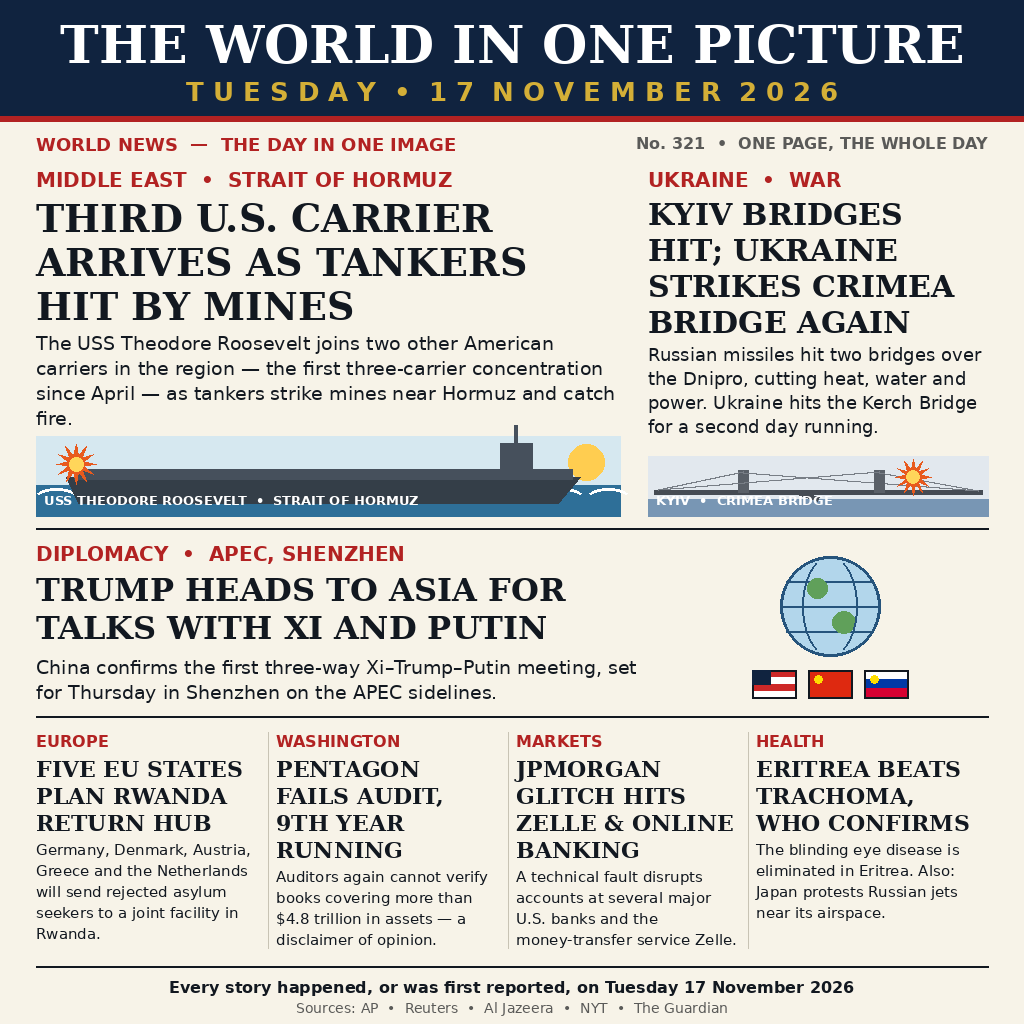 THE WORLD IN ONE PICTURE
TUESDAY • 17 NOVEMBER 2026
WORLD NEWS — THE DAY IN ONE IMAGE
No. 321 • ONE PAGE, THE WHOLE DAY
MIDDLE EAST • STRAIT OF HORMUZ
THIRD U.S. CARRIER
ARRIVES AS TANKERS
HIT BY MINES
The USS Theodore Roosevelt joins two other American
carriers in the region — the first three-carrier concentration
since April — as tankers strike mines near Hormuz and catch
fire.
USS THEODORE ROOSEVELT • STRAIT OF HORMUZ
UKRAINE • WAR
KYIV BRIDGES
HIT; UKRAINE
STRIKES CRIMEA
BRIDGE AGAIN
Russian missiles hit two bridges over
the Dnipro, cutting heat, water and
power. Ukraine hits the Kerch Bridge
for a second day running.
KYIV • CRIMEA BRIDGE
DIPLOMACY • APEC, SHENZHEN
TRUMP HEADS TO ASIA FOR
TALKS WITH XI AND PUTIN
China confirms the first three-way Xi–Trump–Putin meeting, set
for Thursday in Shenzhen on the APEC sidelines.
EUROPE
FIVE EU STATES
PLAN RWANDA
RETURN HUB
Germany, Denmark, Austria,
Greece and the Netherlands
will send rejected asylum
seekers to a joint facility in
Rwanda.
WASHINGTON
PENTAGON
FAILS AUDIT,
9TH YEAR
RUNNING
Auditors again cannot verify
books covering more than
$4.8 trillion in assets — a
disclaimer of opinion.
MARKETS
JPMORGAN
GLITCH HITS
ZELLE & ONLINE
BANKING
A technical fault disrupts
accounts at several major
U.S. banks and the
money-transfer service Zelle.
HEALTH
ERITREA BEATS
TRACHOMA,
WHO CONFIRMS
The blinding eye disease is
eliminated in Eritrea. Also:
Japan protests Russian jets
near its airspace.
Every story happened, or was first reported, on Tuesday 17 November 2026
Sources: AP • Reuters • Al Jazeera • NYT • The Guardian